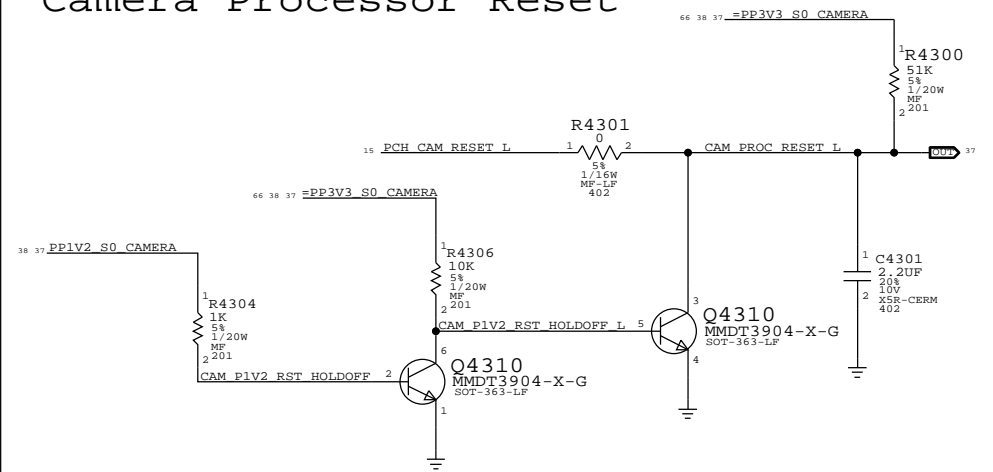 Camera Processor Reset
66 38 37 =PP3V3_S0_CAMERA
1
R4300
51K
5%
1/20W
MF
201
2
R4301
0
15 PCH_CAM_RESET_L 1 2 CAM_PROC_RESET_L OUT 37
5%
1/16W
MF-LF
402
66 38 37 =PP3V3_S0_CAMERA
38 37 PP1V2_S0_CAMERA
1
R4306
10K
5%
1/20W
MF
201
2
1
C4301
2.2UF
20%
10V
X5R-CERM
402
2
1
R4304
1K
5%
1/20W
MF
201
2
CAM_P1V2_RST_HOLDOFF_L 5
3
Q4310
MMDT3904-X-G
SOT-363-LF
4
CAM_P1V2_RST_HOLDOFF 2
6
Q4310
MMDT3904-X-G
SOT-363-LF
1